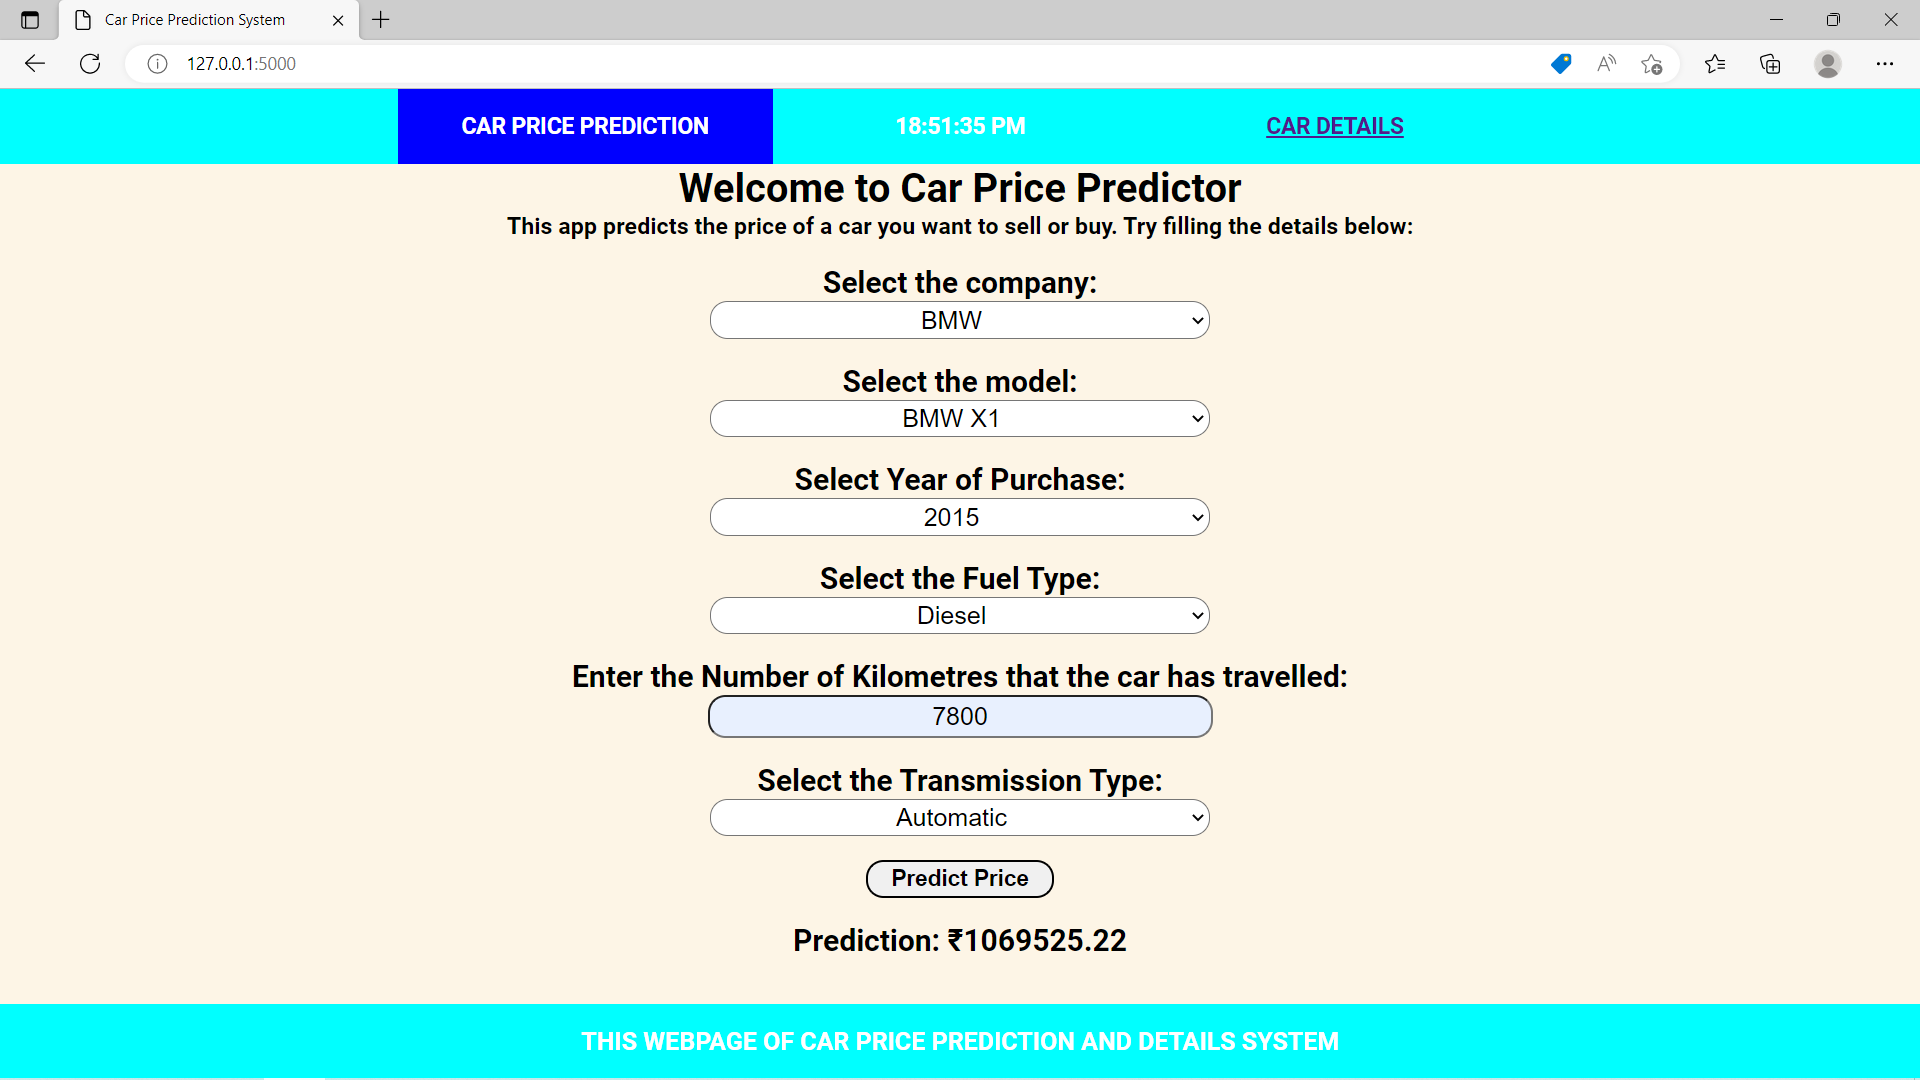 Car Price Prediction System
127.0.0.1:5000
CAR PRICE PREDICTION
18:51:35 PM
CAR DETAILS
Welcome to Car Price Predictor
This app predicts the price of a car you want to sell or buy. Try filling the details below:
Select the company:
BMW
Select the model:
BMW X1
Select Year of Purchase:
2015
Select the Fuel Type:
Diesel
Enter the Number of Kilometres that the car has travelled:
7800
Select the Transmission Type:
Automatic
Predict Price
Prediction: ₹1069525.22
THIS WEBPAGE OF CAR PRICE PREDICTION AND DETAILS SYSTEM